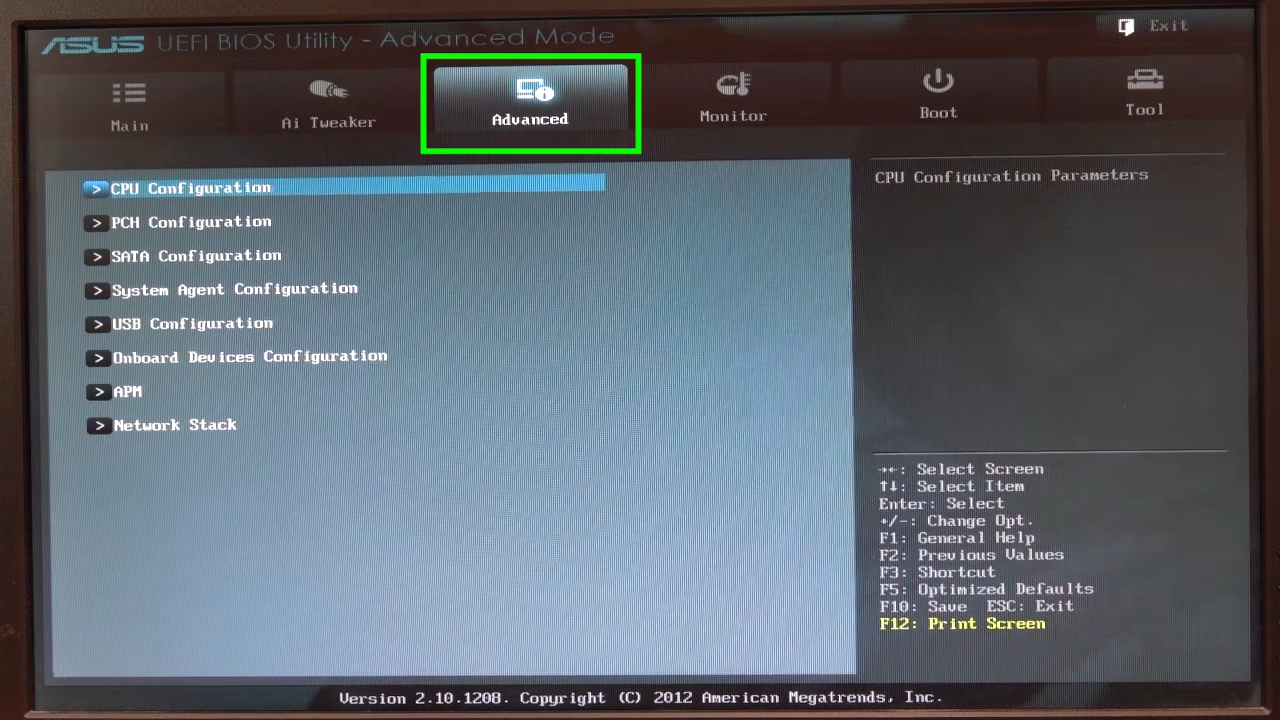 ASUS UEFI BIOS Utility - Advanced Mode
Exit
Main
Ai Tweaker
Advanced
Monitor
Boot
Tool
> CPU Configuration
> PCH Configuration
> SATA Configuration
> System Agent Configuration
> USB Configuration
> Onboard Devices Configuration
> APM
> Network Stack
CPU Configuration Parameters
→←: Select Screen
↑↓: Select Item
Enter: Select
+/-: Change Opt.
F1: General Help
F2: Previous Values
F3: Shortcut
F5: Optimized Defaults
F10: Save ESC: Exit
F12: Print Screen
Version 2.10.1208. Copyright (C) 2012 American Megatrends, Inc.